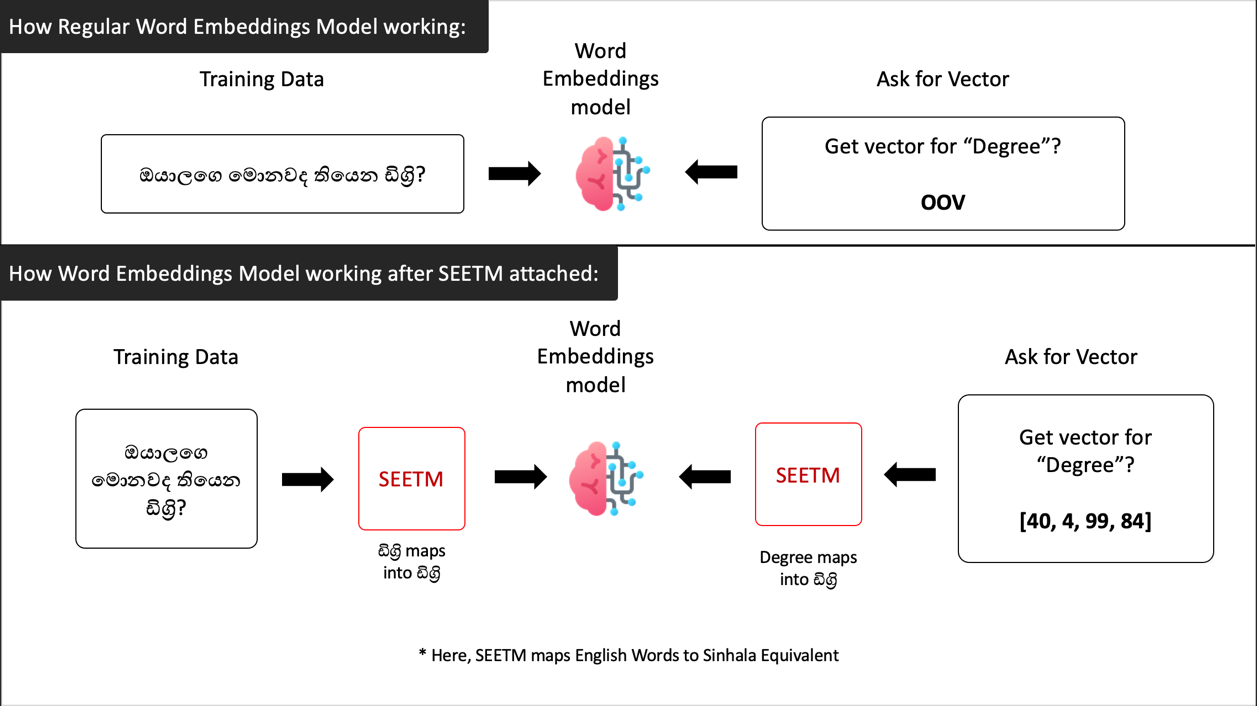 How Regular Word Embeddings Model working:
Training Data
Word
Embeddings
model
Ask for Vector
ඔයාලගෙ මොනවද තියෙන ඩිග්‍රි?
Get vector for “Degree”?
OOV
How Word Embeddings Model working after SEETM attached:
Training Data
Word
Embeddings
model
Ask for Vector
ඔයාලගෙ
මොනවද තියෙන
ඩිග්‍රි?
SEETM
ඩිග්‍රි maps
into ඩිග්‍රි
SEETM
Degree maps
into ඩිග්‍රි
Get vector for
“Degree”?
[40, 4, 99, 84]
* Here, SEETM maps English Words to Sinhala Equivalent